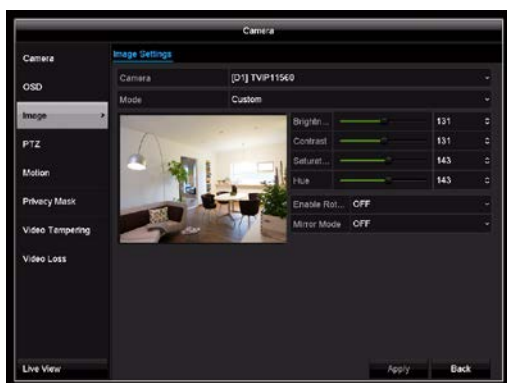 Camera
Camera
OSD
Image >
PTZ
Motion
Privacy Mask
Video Tampering
Video Loss
Live View
Image Settings
Camera [D1] TVIP11560
Mode Custom
Brightn... 131
Contrast 131
Saturat... 143
Hue 143
Enable Rot... OFF
Mirror Mode OFF
Apply Back